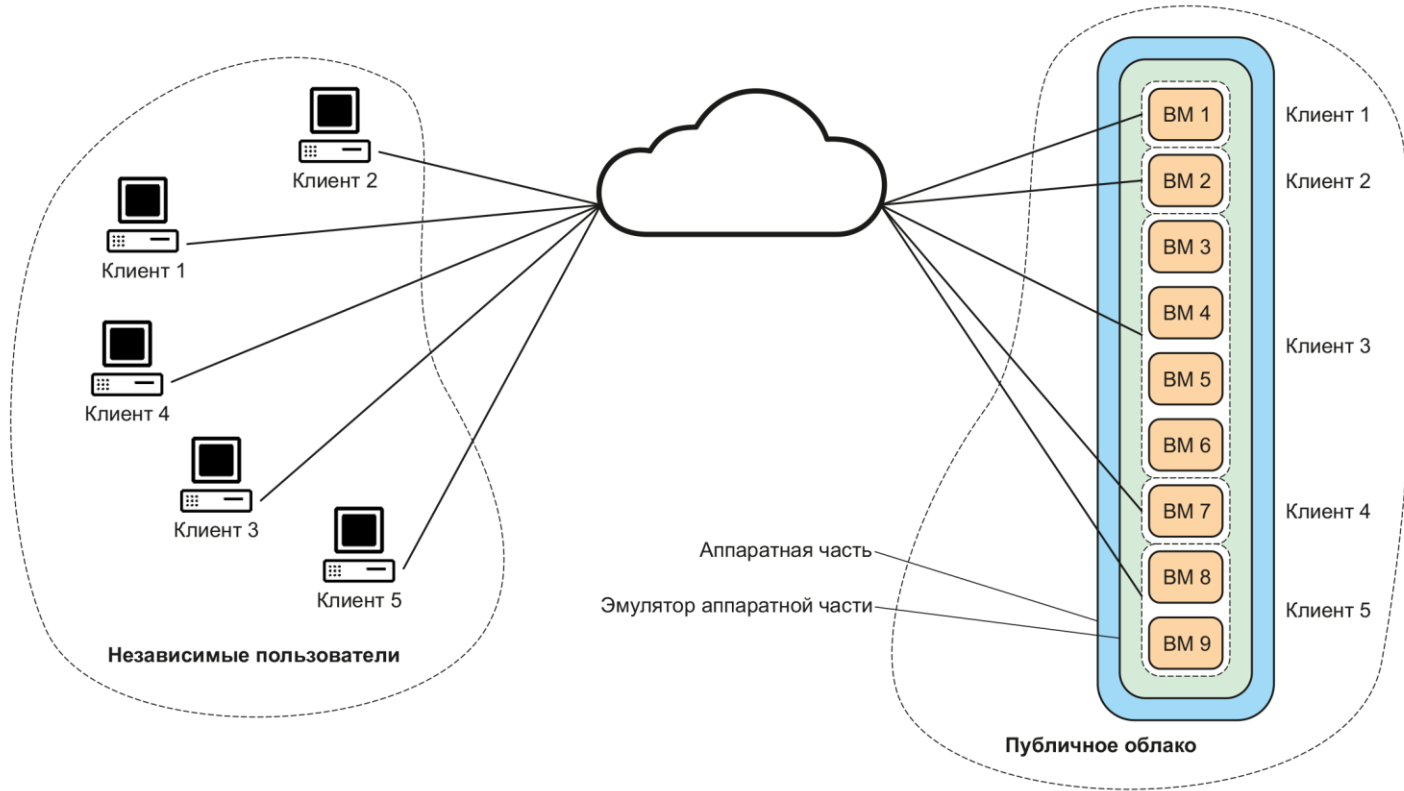 Клиент 2
Клиент 1
Клиент 4
Клиент 3
Клиент 5
Независимые пользователи
Аппаратная часть
Эмулятор аппаратной части
ВМ 1
Клиент 1
ВМ 2
Клиент 2
ВМ 3
ВМ 4
Клиент 3
ВМ 5
ВМ 6
ВМ 7
Клиент 4
ВМ 8
Клиент 5
ВМ 9
Публичное облако